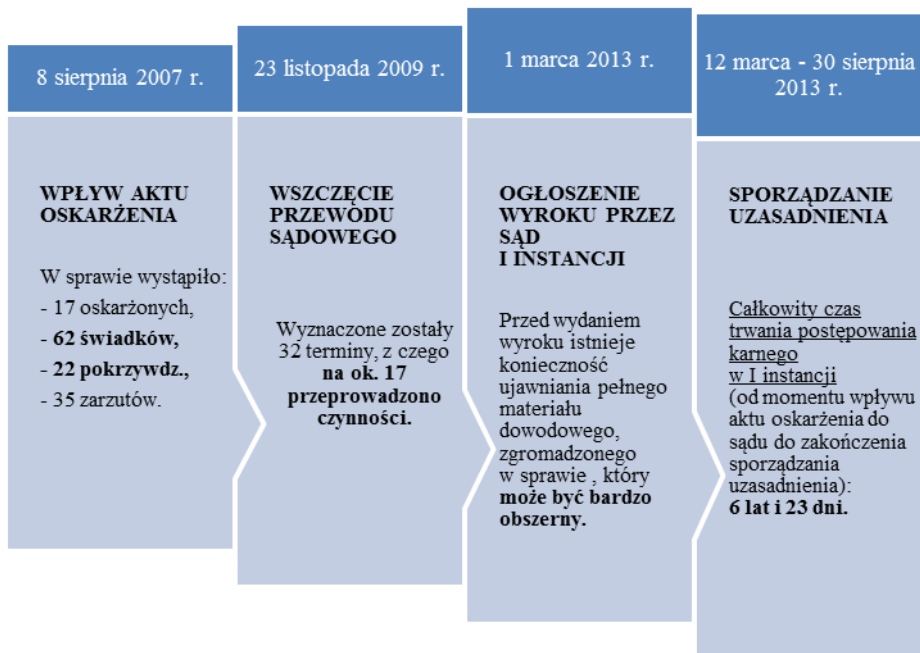 8 sierpnia 2007 r.
WPŁYW AKTU
OSKARŻENIA
W sprawie wystąpiło:
- 17 oskarżonych,
- 62 świadków,
- 22 pokrzywdz.,
- 35 zarzutów.
23 listopada 2009 r.
WSZCZĘCIE
PRZEWODU
SĄDOWEGO
Wyznaczone zostały
32 terminy, z czego
na ok. 17
przeprowadzono
czynności.
1 marca 2013 r.
OGŁOSZENIE
WYROKU PRZEZ
SĄD
I INSTANCJI
Przed wydaniem
wyroku istnieje
konieczność
ujawniania pełnego
materiału
dowodowego,
zgromadzonego
w sprawie , który
może być bardzo
obszerny.
12 marca - 30 sierpnia
2013 r.
SPORZĄDZANIE
UZASADNIENIA
Całkowity czas
trwania postępowania
karnego
w I instancji
(od momentu wpływu
aktu oskarżenia do
sądu do zakończenia
sporządzania
uzasadnienia):
6 lat i 23 dni.